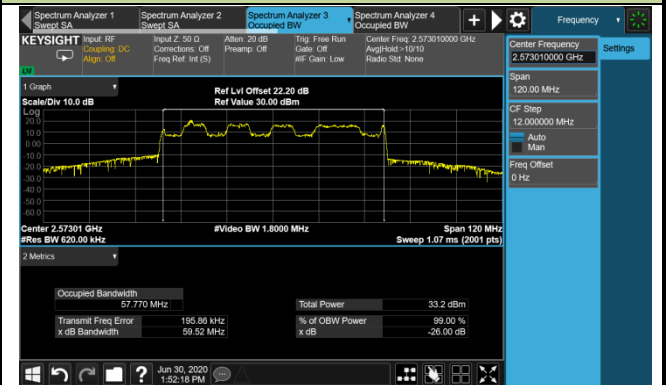 Spectrum Analyzer 1
Swept SA
Spectrum Analyzer 2
Swept SA
Spectrum Analyzer 3
Occupied BW
Spectrum Analyzer 4
Occupied BW
+
Frequency
KEYSIGHT
Input: RF
Coupling: DC
Align: Off
Input Z: 50 Ω
Corrections: Off
Freq Ref: Int (S)
Atten: 20 dB
Preamp: Off
Trig: Free Run
Gate: Off
#IF Gain: Low
Center Freq: 2.573010000 GHz
Avg|Hold:>10/10
Radio Std: None
LV
Center Frequency
2.573010000 GHz
Settings
Span
120.00 MHz
CF Step
12.000000 MHz
Auto
Man
Freq Offset
0 Hz
1 Graph
Scale/Div 10.0 dB
Ref Lvl Offset 22.20 dB
Ref Value 30.00 dBm
Log
20.0
10.0
0.00
-10.0
-20.0
-30.0
-40.0
-50.0
-60.0
Center 2.57301 GHz
#Res BW 620.00 kHz
#Video BW 1.8000 MHz
Span 120 MHz
Sweep 1.07 ms (2001 pts)
2 Metrics
Occupied Bandwidth
57.770 MHz
Total Power 33.2 dBm
Transmit Freq Error 195.86 kHz
% of OBW Power 99.00 %
x dB Bandwidth 59.52 MHz
x dB -26.00 dB
?
Jun 30, 2020
1:52:18 PM